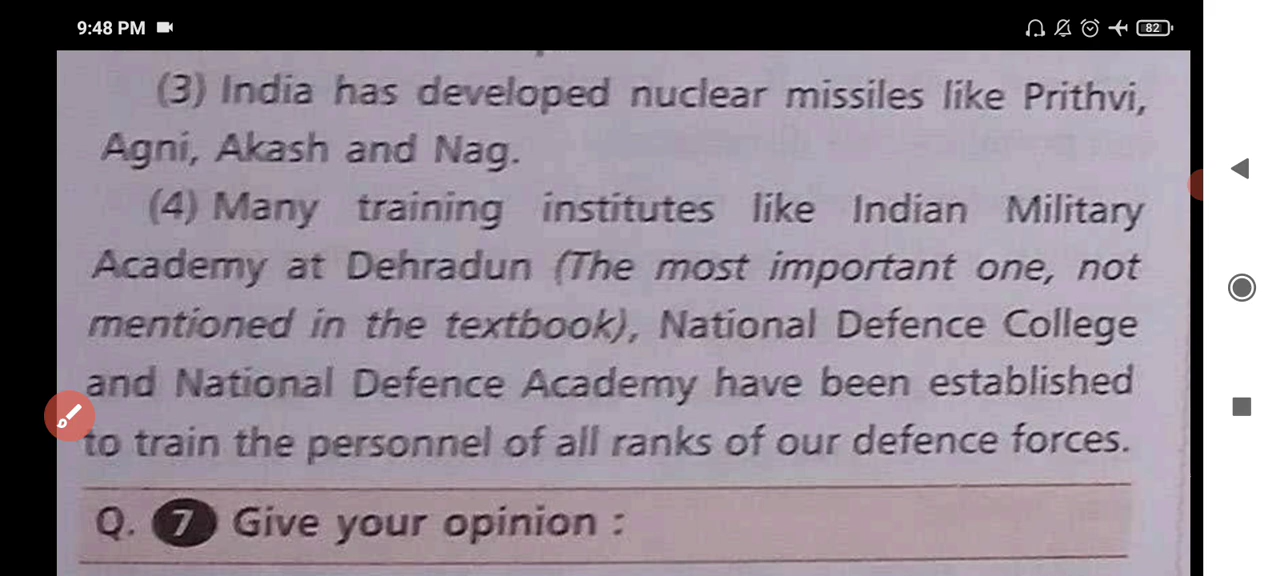 9:48 PM
82
(3) India has developed nuclear missiles like Prithvi,
Agni, Akash and Nag.
(4) Many training institutes like Indian Military
Academy at Dehradun (The most important one, not
mentioned in the textbook), National Defence College
and National Defence Academy have been established
to train the personnel of all ranks of our defence forces.
Q. 7 Give your opinion :